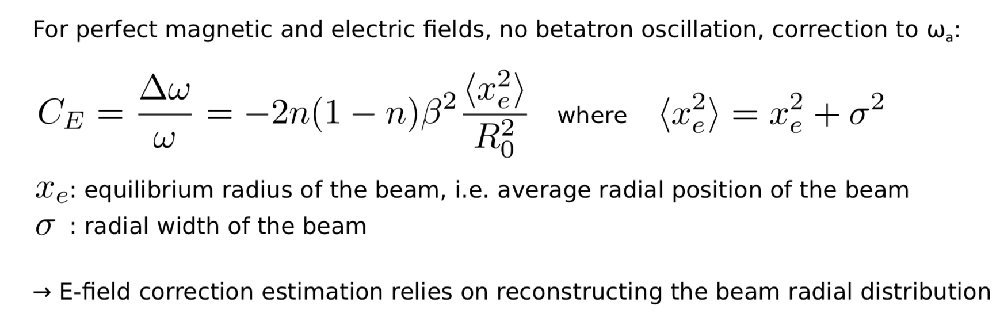 For perfect magnetic and electric fields, no betatron oscillation, correction to ωₐ:
C_E = Δω/ω = −2n(1 − n)β² ⟨x_e²⟩/R₀² where ⟨x_e²⟩ = x_e² + σ²
x_e: equilibrium radius of the beam, i.e. average radial position of the beam
σ : radial width of the beam
→ E-field correction estimation relies on reconstructing the beam radial distribution